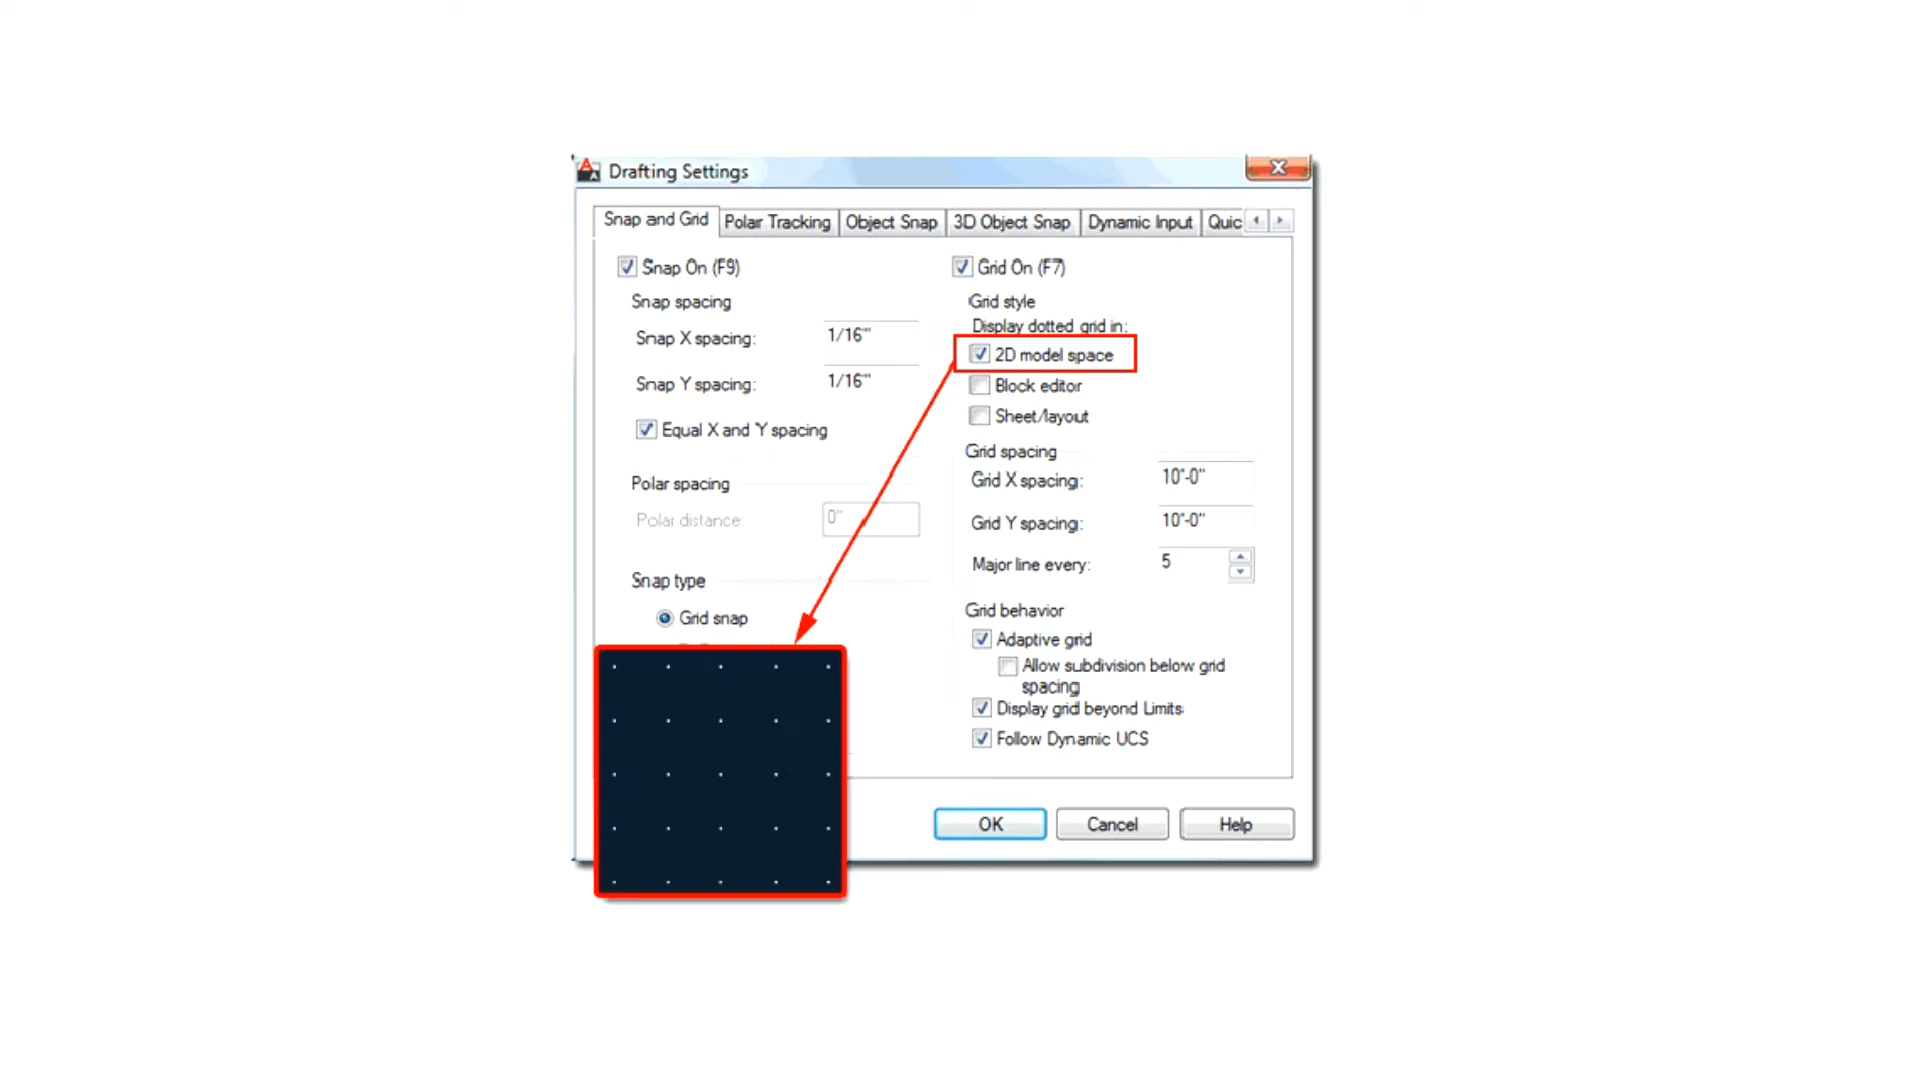 Drafting Settings
Snap and Grid Polar Tracking Object Snap 3D Object Snap Dynamic Input Quic
Snap On (F9)
Snap spacing
Snap X spacing: 1/16"
Snap Y spacing: 1/16"
Equal X and Y spacing
Polar spacing
Polar distance: 0"
Snap type
Grid snap
Grid On (F7)
Grid style
Display dotted grid in:
2D model space
Block editor
Sheet/layout
Grid spacing
Grid X spacing: 10'-0"
Grid Y spacing: 10'-0"
Major line every: 5
Grid behavior
Adaptive grid
Allow subdivision below grid
spacing
Display grid beyond Limits
Follow Dynamic UCS
OK Cancel Help